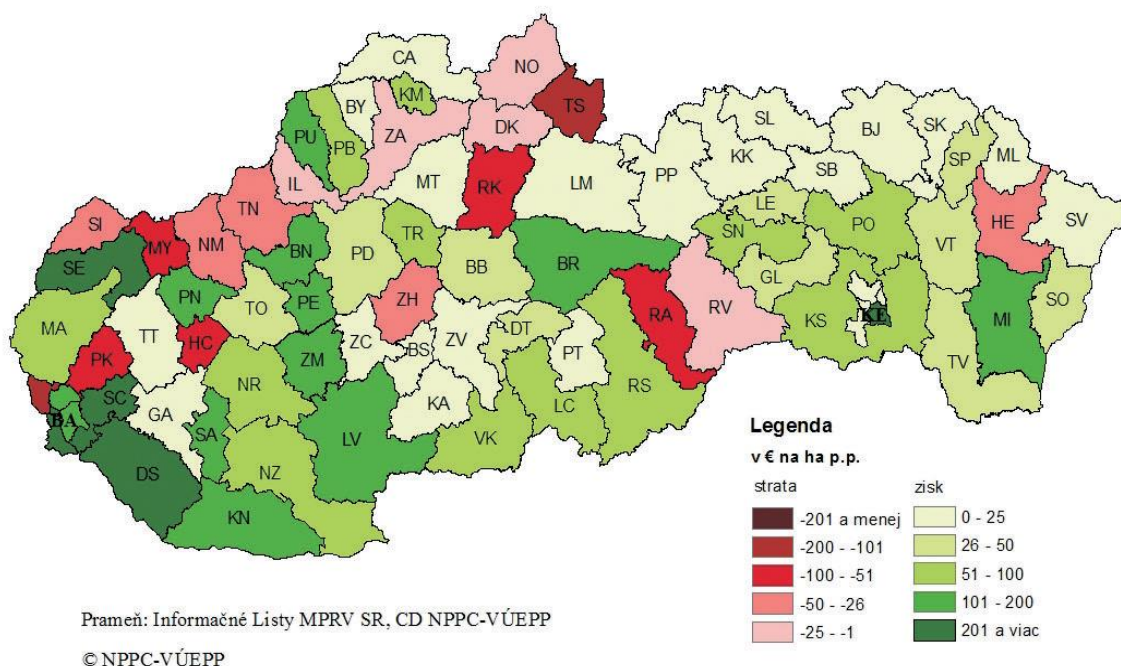 CA
NO
TS
KM
BY
PU
PB
ZA
DK
IL
MT
RK
LM
PP
KK
SL
BJ
SK
SP
ML
SB
SV
HE
LE
SN
PO
VT
GL
SI
MY
NM
TN
SE
BN
PD
TR
BB
BR
MA
PN
TO
PE
ZH
RA
RV
KS
KE
MI
SO
TV
PK
TT
HC
ZM
ZC
BS
ZV
DT
PT
RS
BA
SC
GA
NR
SA
LV
KA
VK
LC
DS
NZ
KN
Legenda
v € na ha p.p.
strata zisk
-201 a menej 0 - 25
-200 - -101 26 - 50
-100 - -51 51 - 100
-50 - -26 101 - 200
-25 - -1 201 a viac
Prameň: Informačné Listy MPRV SR, CD NPPC-VÚEPP
© NPPC-VÚEPP